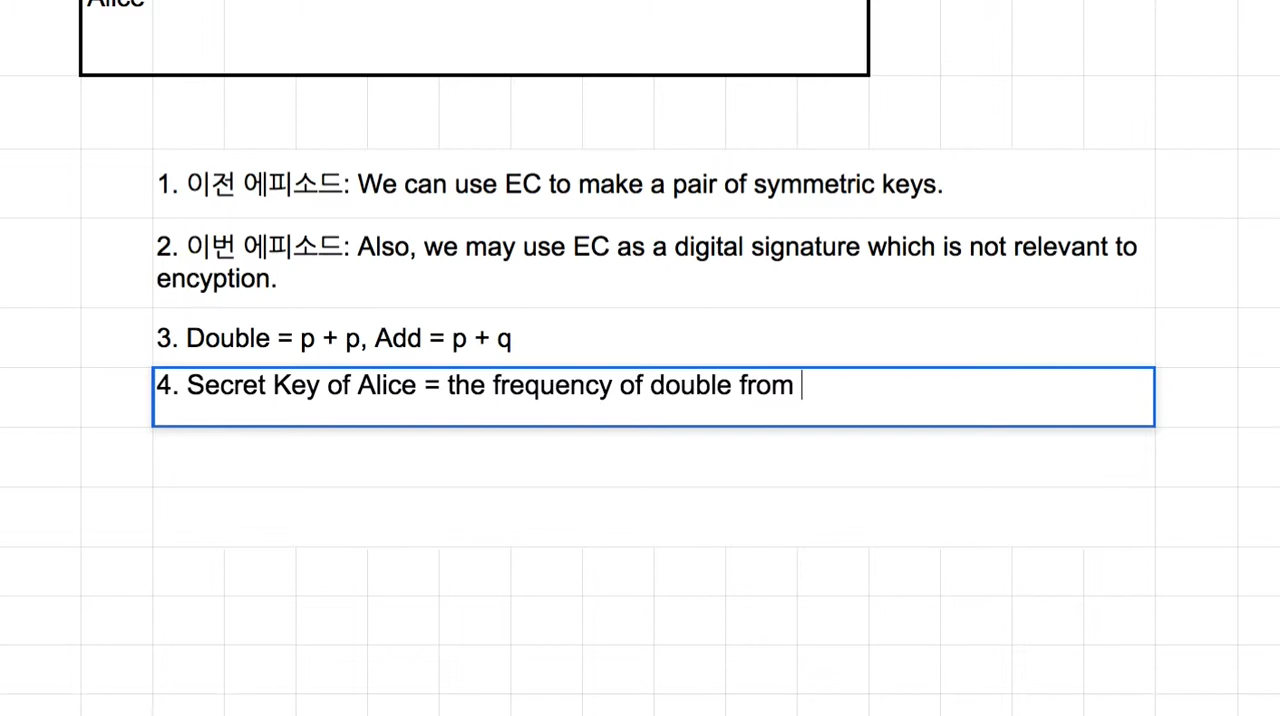 Alice
1. 이전 에피소드: We can use EC to make a pair of symmetric keys.
2. 이번 에피소드: Also, we may use EC as a digital signature which is not relevant to
encyption.
3. Double = p + p, Add = p + q
4. Secret Key of Alice = the frequency of double from